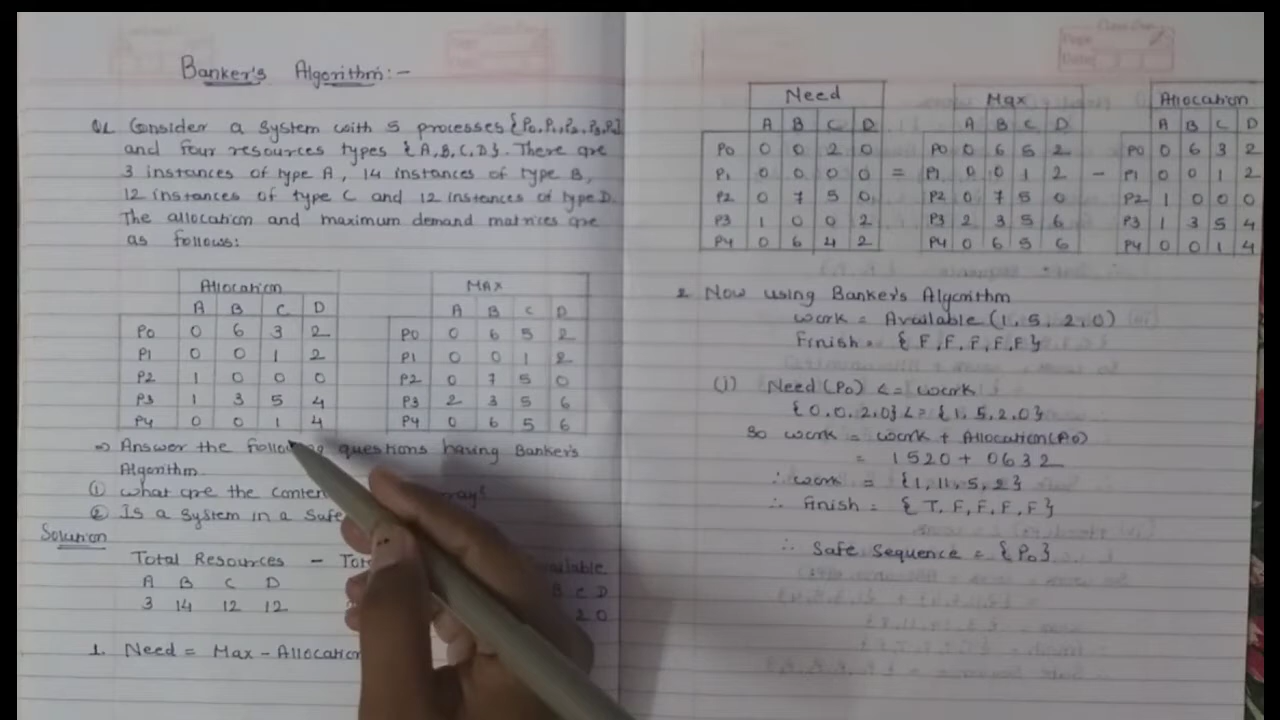 Banker's Algorithm:-
Q1. Consider a system with 5 processes {P0, P1, P2, P3, P4}
and four resources types {A,B,C,D}. There are
3 instances of type A, 14 instances of type B,
12 instances of type C and 12 instances of type D.
The allocation and maximum demand matrices are
as follows:
Allocation
A B C D
P0 0 6 3 2
P1 0 0 1 2
P2 1 0 0 0
P3 1 3 5 4
P4 0 0 1 4
MAX
A B C D
P0 0 6 5 2
P1 0 0 1 2
P2 0 7 5 0
P3 2 3 5 6
P4 0 6 5 6
⇒ Answer the following questions having Banker's
Algorithm
① what are the
② Is a system in a safe
Solution
Total Resources -
A B C D
3 14 12 12
B C D
2 0
1. Need = Max - Allocation
Need
A B C D
P0 0 0 2 0
P1 0 0 0 0
P2 0 7 5 0
P3 1 0 0 2
P4 0 6 4 2
=
Max
A B C D
P0 0 6 5 2
P1 0 0 1 2
P2 0 7 5 0
P3 2 3 5 6
P4 0 6 5 6
-
Allocation
A B C D
P0 0 6 3 2
P1 0 0 1 2
P2 1 0 0 0
P3 1 3 5 4
P4 0 0 1 4
2. Now using Banker's Algorithm
work = Available (1, 5, 2, 0)
Finish = {F, F, F, F, F}
(i) Need (P0) <= work
{0,0,2,0} <= {1,5,2,0}
So work = work + Allocation (P0)
= 1520 + 0632
∴ work = {1, 11, 5, 2}
∴ Finish = {T, F, F, F, F}
∴ Safe Sequence = {P0}